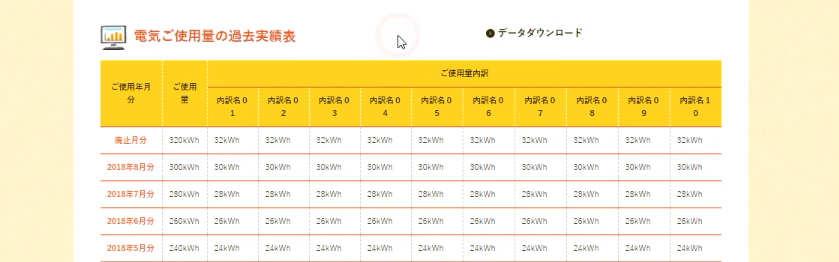 電気ご使用量の過去実績表
データダウンロード
ご使用年月分 ご使用量 ご使用量内訳
内訳名01 内訳名02 内訳名03 内訳名04 内訳名05 内訳名06 内訳名07 内訳名08 内訳名09 内訳名10
廃止月分 320kWh 32kWh 32kWh 32kWh 32kWh 32kWh 32kWh 32kWh 32kWh 32kWh 32kWh
2018年8月分 300kWh 30kWh 30kWh 30kWh 30kWh 30kWh 30kWh 30kWh 30kWh 30kWh 30kWh
2018年7月分 280kWh 28kWh 28kWh 28kWh 28kWh 28kWh 28kWh 28kWh 28kWh 28kWh 28kWh
2018年6月分 260kWh 26kWh 26kWh 26kWh 26kWh 26kWh 26kWh 26kWh 26kWh 26kWh 26kWh
2018年5月分 240kWh 24kWh 24kWh 24kWh 24kWh 24kWh 24kWh 24kWh 24kWh 24kWh 24kWh